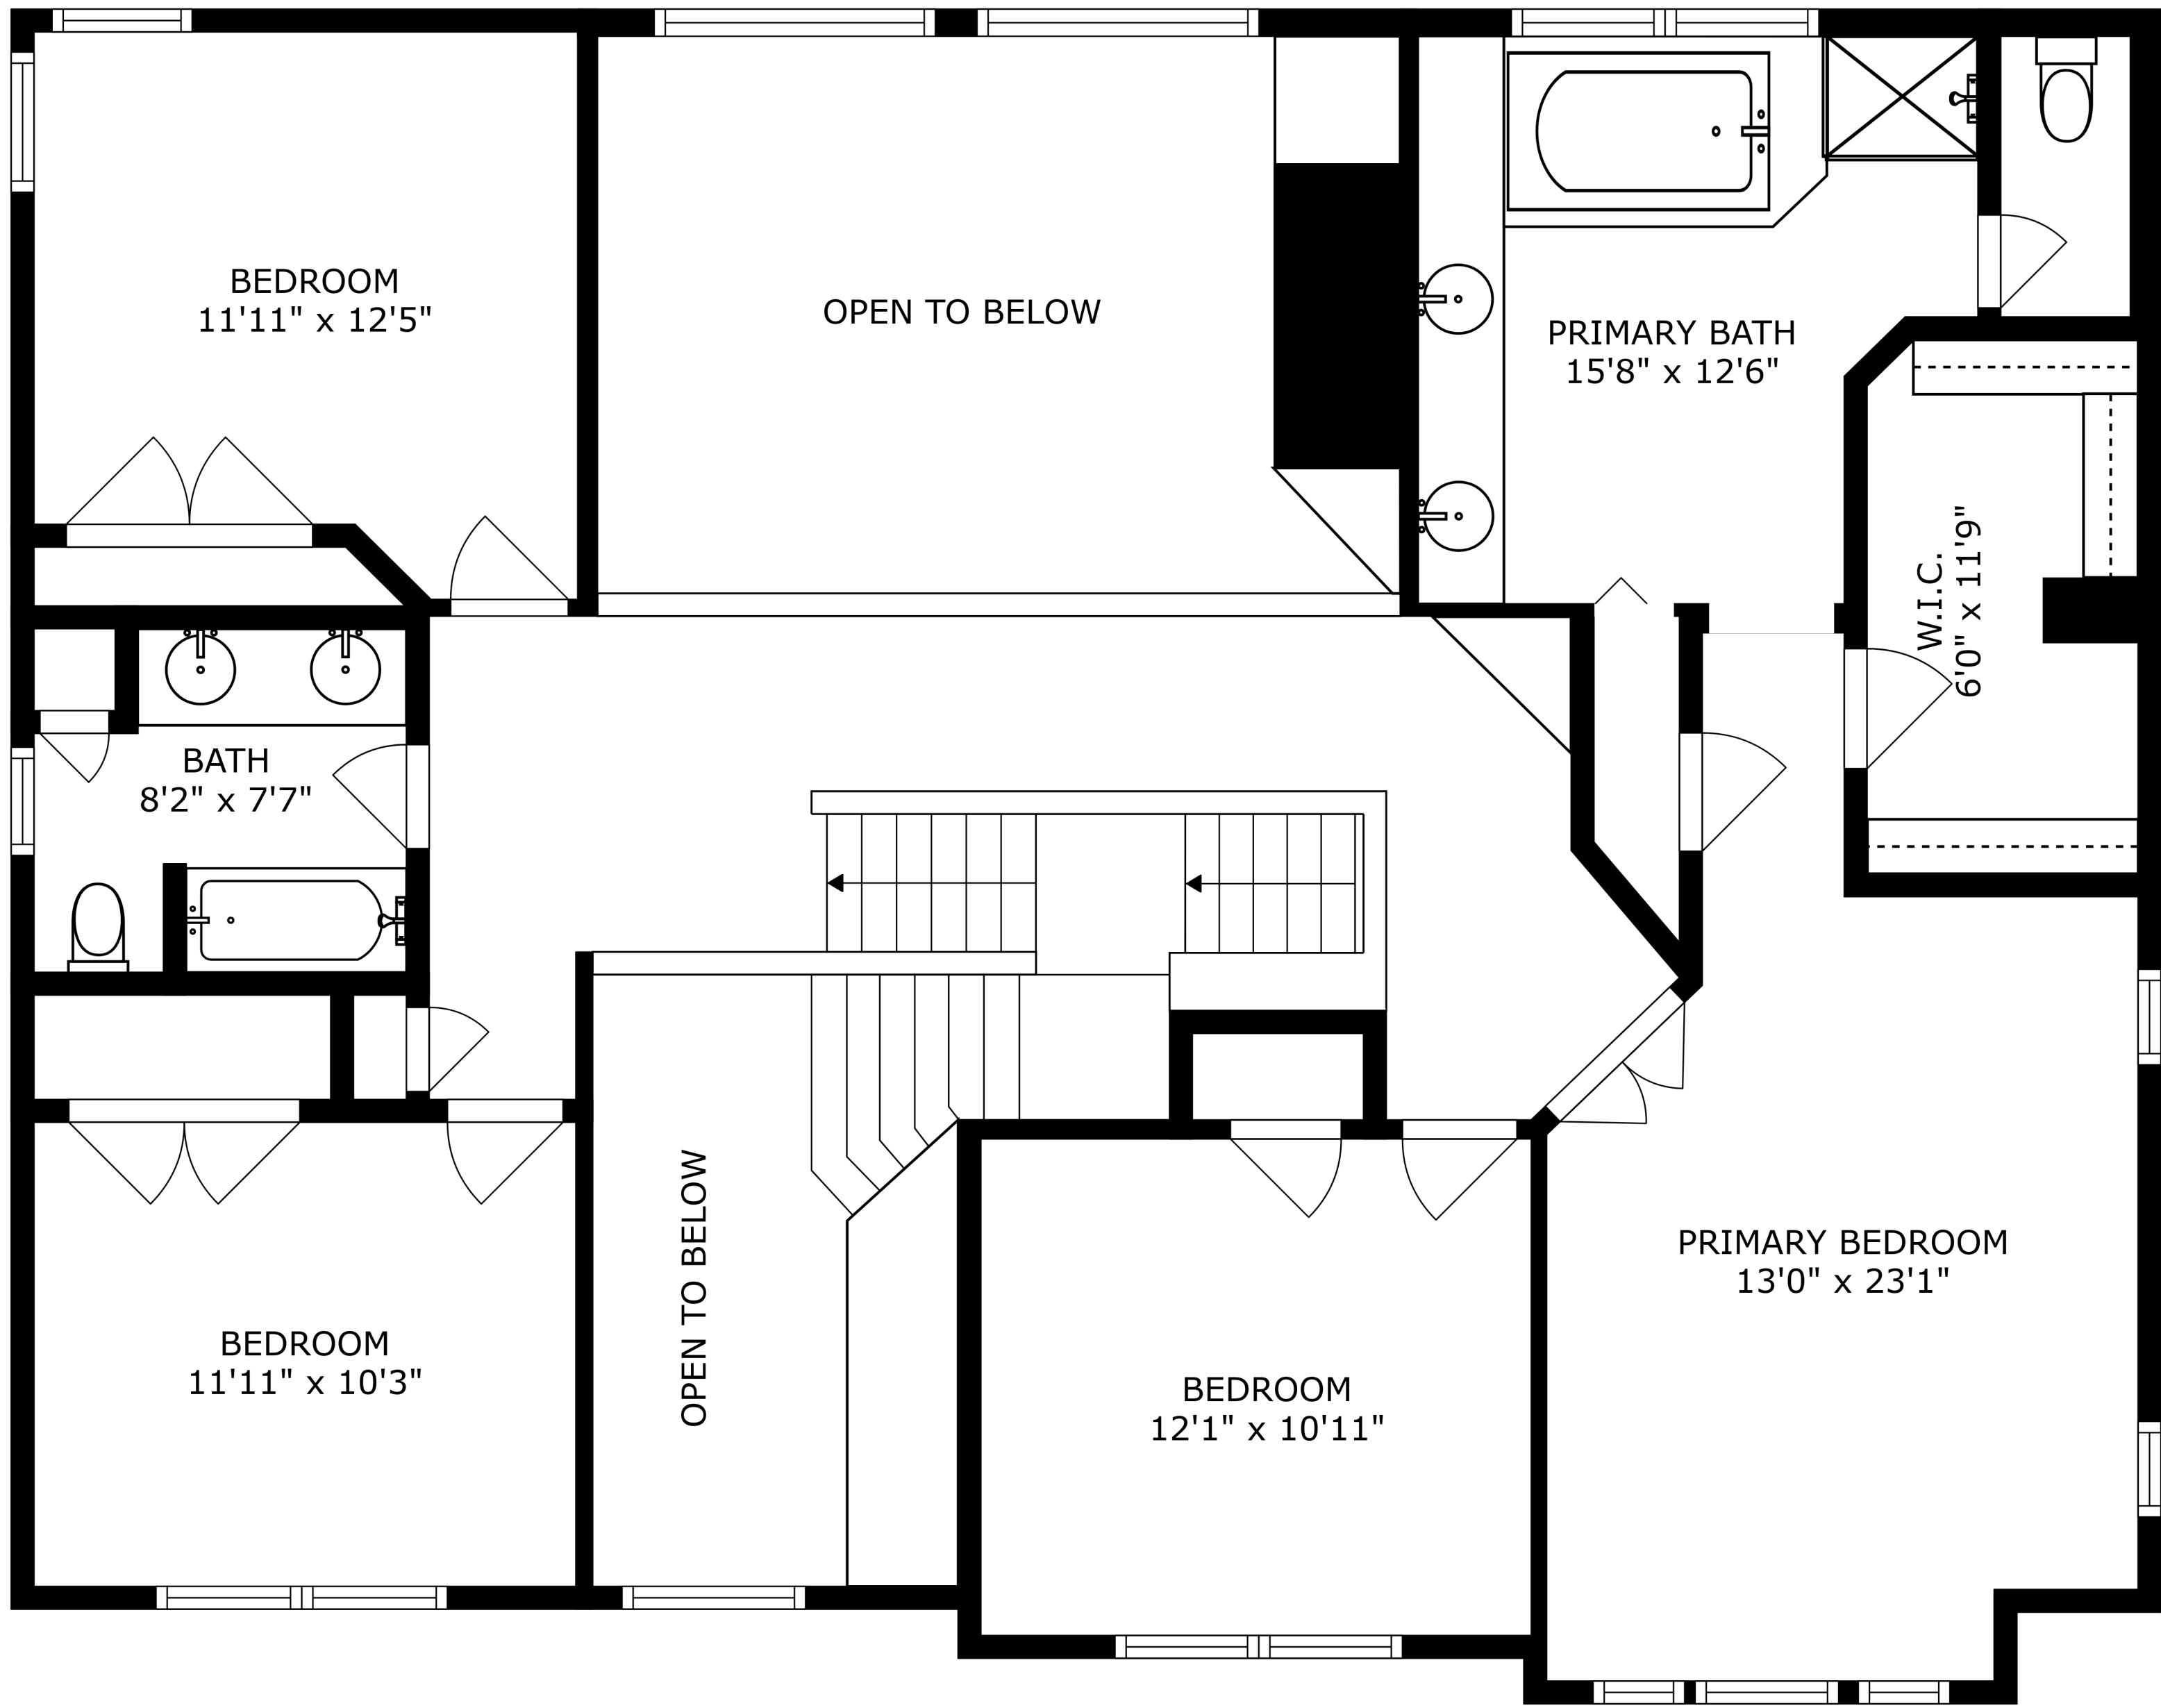 BEDROOM
11'11" x 12'5"
OPEN TO BELOW
PRIMARY BATH
15'8" x 12'6"
W.I.C.
6'0" x 11'9"
BATH
8'2" x 7'7"
OPEN TO BELOW
PRIMARY BEDROOM
13'0" x 23'1"
BEDROOM
11'11" x 10'3"
BEDROOM
12'1" x 10'11"